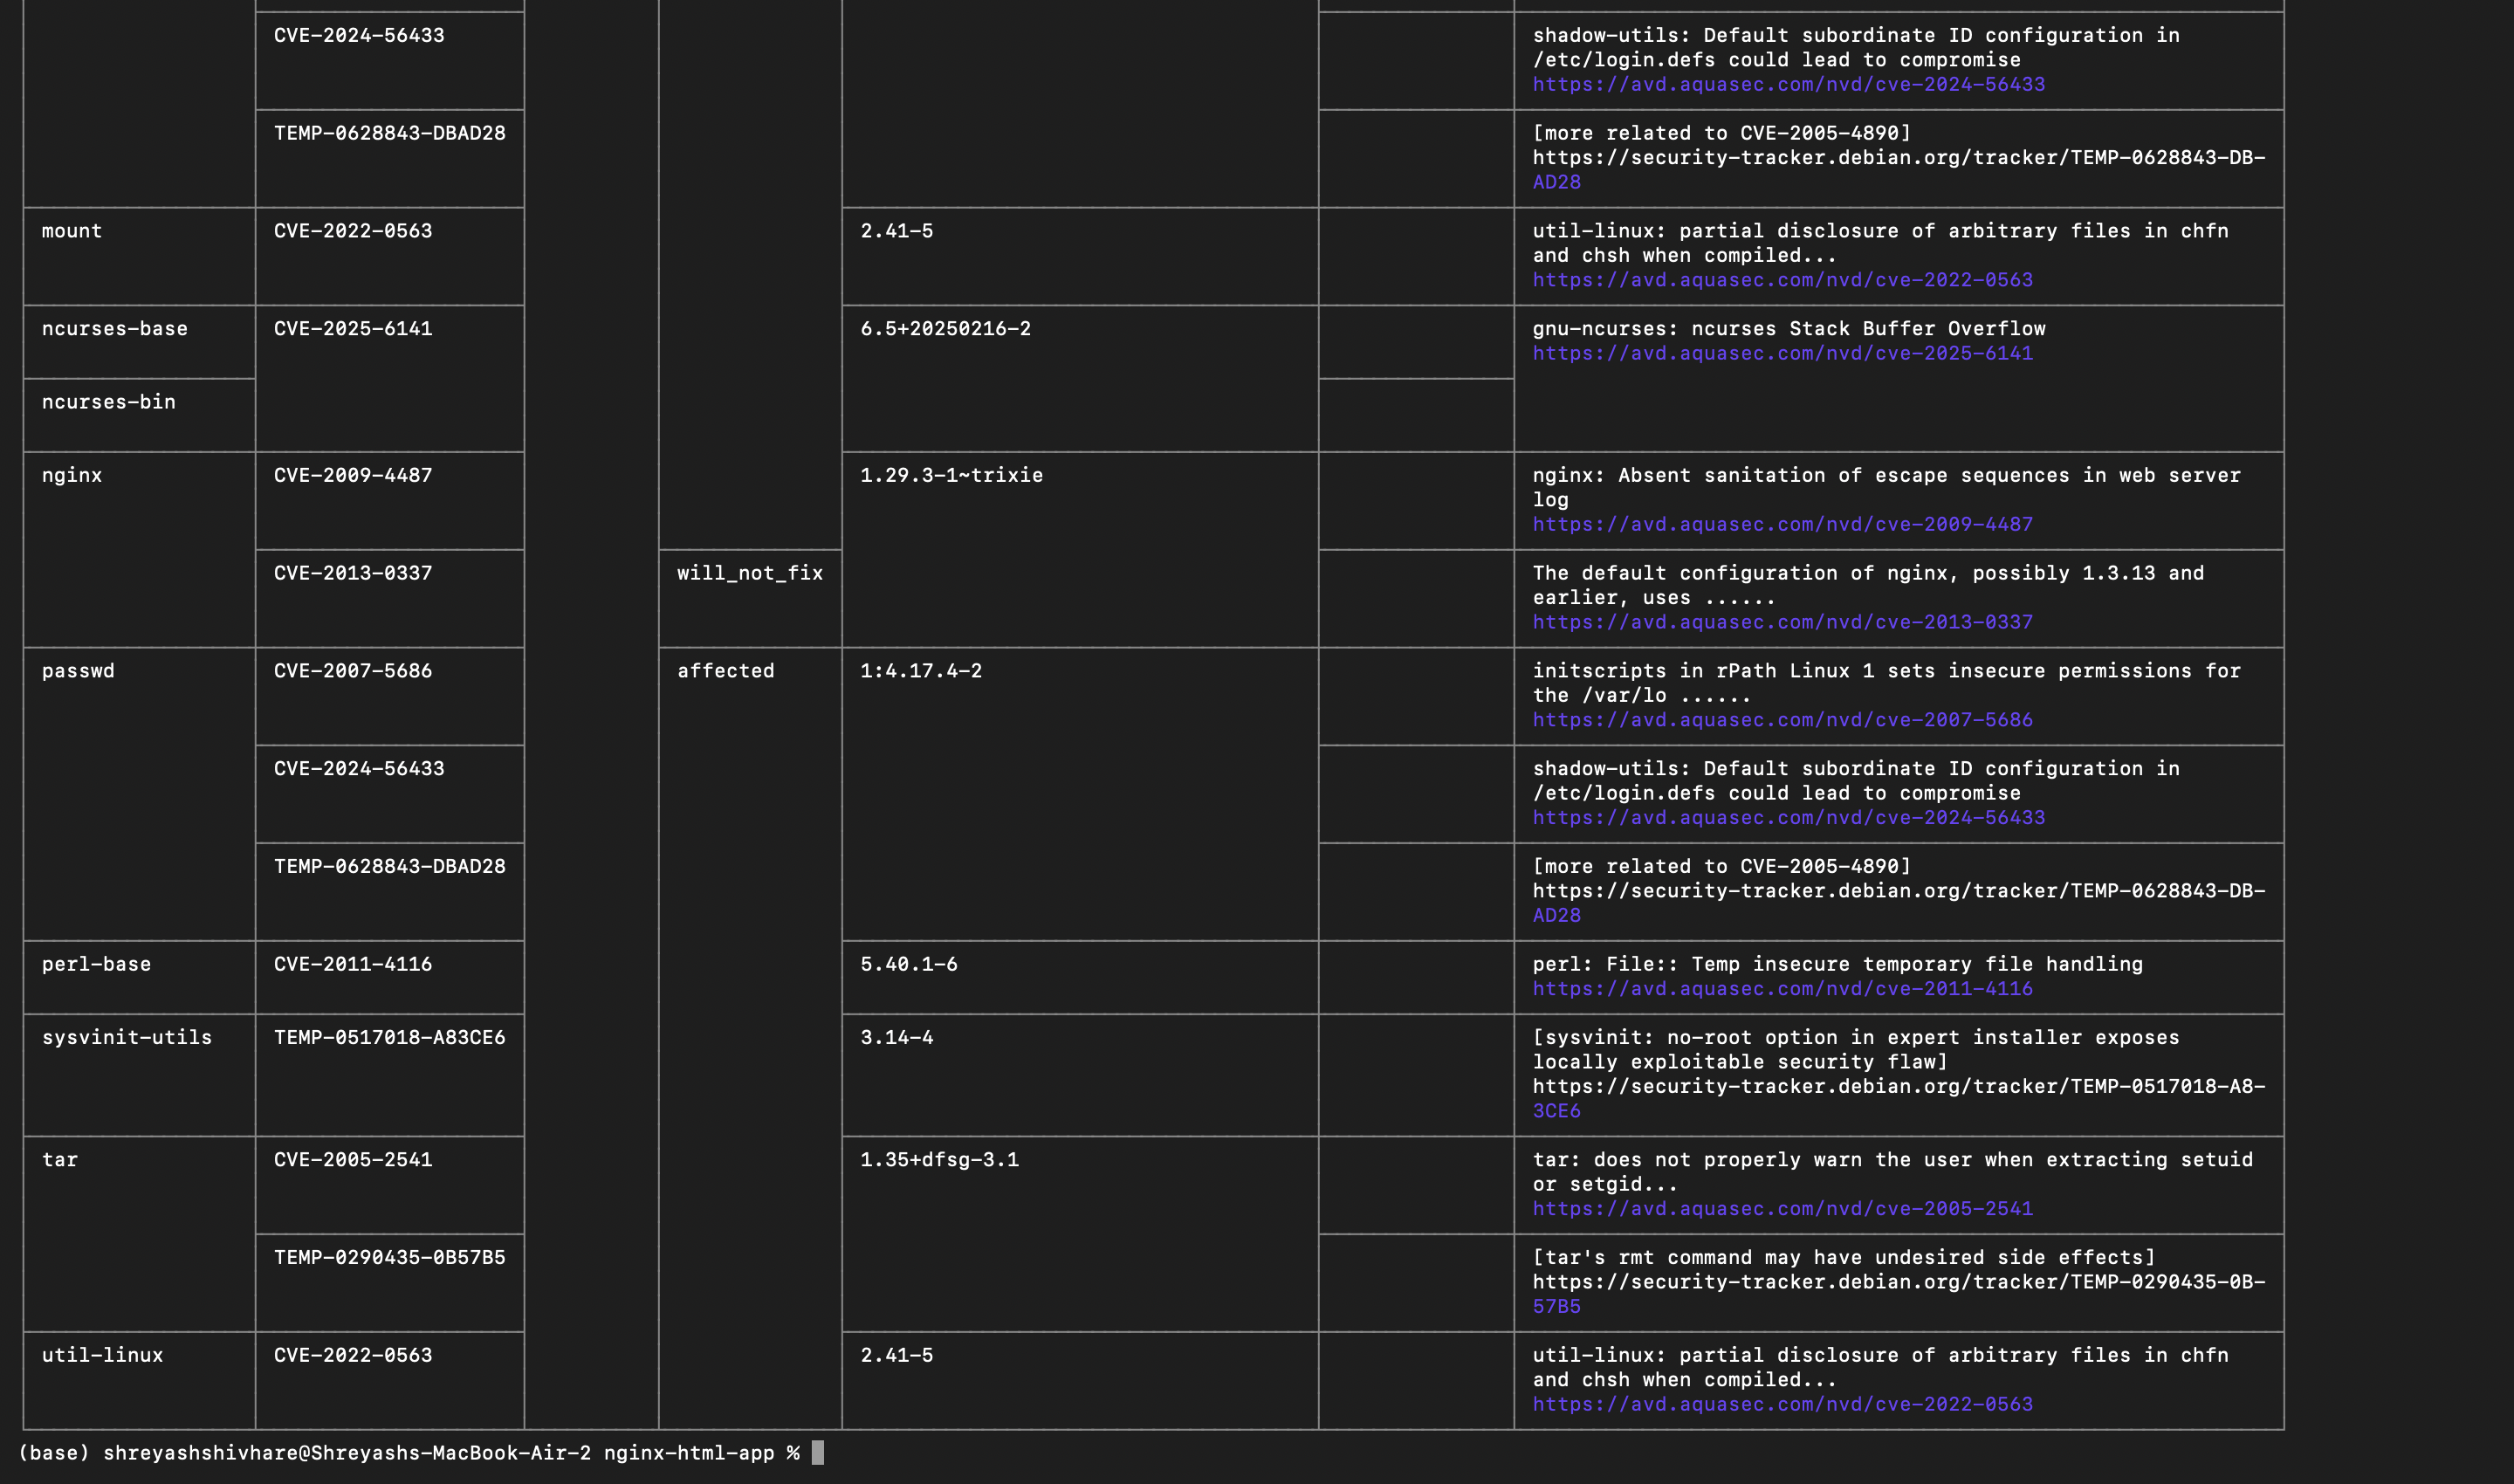 CVE-2024-56433 shadow-utils: Default subordinate ID configuration in
/etc/login.defs could lead to compromise
https://avd.aquasec.com/nvd/cve-2024-56433
TEMP-0628843-DBAD28 [more related to CVE-2005-4890]
https://security-tracker.debian.org/tracker/TEMP-0628843-DB-
AD28
mount CVE-2022-0563 2.41-5 util-linux: partial disclosure of arbitrary files in chfn
and chsh when compiled...
https://avd.aquasec.com/nvd/cve-2022-0563
ncurses-base CVE-2025-6141 6.5+20250216-2 gnu-ncurses: ncurses Stack Buffer Overflow
https://avd.aquasec.com/nvd/cve-2025-6141
ncurses-bin
nginx CVE-2009-4487 1.29.3-1~trixie nginx: Absent sanitation of escape sequences in web server
log
https://avd.aquasec.com/nvd/cve-2009-4487
CVE-2013-0337 will_not_fix The default configuration of nginx, possibly 1.3.13 and
earlier, uses ......
https://avd.aquasec.com/nvd/cve-2013-0337
passwd CVE-2007-5686 affected 1:4.17.4-2 initscripts in rPath Linux 1 sets insecure permissions for
the /var/lo ......
https://avd.aquasec.com/nvd/cve-2007-5686
CVE-2024-56433 shadow-utils: Default subordinate ID configuration in
/etc/login.defs could lead to compromise
https://avd.aquasec.com/nvd/cve-2024-56433
TEMP-0628843-DBAD28 [more related to CVE-2005-4890]
https://security-tracker.debian.org/tracker/TEMP-0628843-DB-
AD28
perl-base CVE-2011-4116 5.40.1-6 perl: File:: Temp insecure temporary file handling
https://avd.aquasec.com/nvd/cve-2011-4116
sysvinit-utils TEMP-0517018-A83CE6 3.14-4 [sysvinit: no-root option in expert installer exposes
locally exploitable security flaw]
https://security-tracker.debian.org/tracker/TEMP-0517018-A8-
3CE6
tar CVE-2005-2541 1.35+dfsg-3.1 tar: does not properly warn the user when extracting setuid
or setgid...
https://avd.aquasec.com/nvd/cve-2005-2541
TEMP-0290435-0B57B5 [tar's rmt command may have undesired side effects]
https://security-tracker.debian.org/tracker/TEMP-0290435-0B-
57B5
util-linux CVE-2022-0563 2.41-5 util-linux: partial disclosure of arbitrary files in chfn
and chsh when compiled...
https://avd.aquasec.com/nvd/cve-2022-0563
(base) shreyashshivhare@Shreyashs-MacBook-Air-2 nginx-html-app %